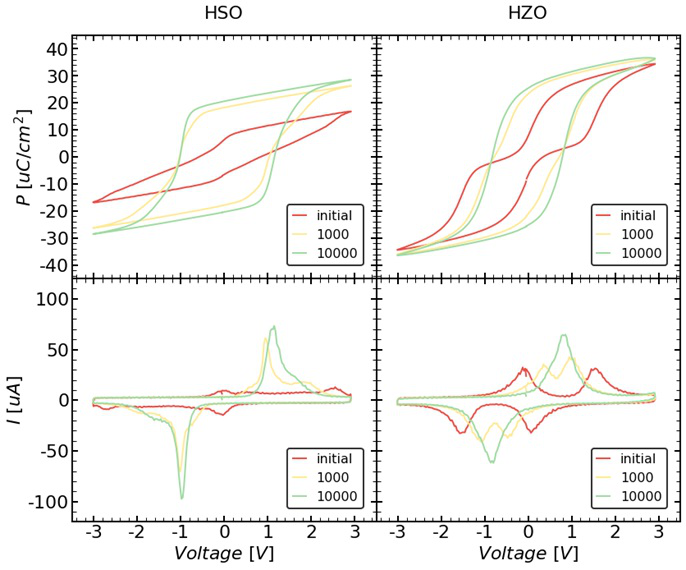 HSO HZO
40
30
20
10
0
-10
-20
-30
-40
P [uC/cm²]
initial
1000
10000
initial
1000
10000
100
50
0
-50
-100
I [uA]
initial
1000
10000
initial
1000
10000
-3 -2 -1 0 1 2 3 -3 -2 -1 0 1 2 3
Voltage [V] Voltage [V]